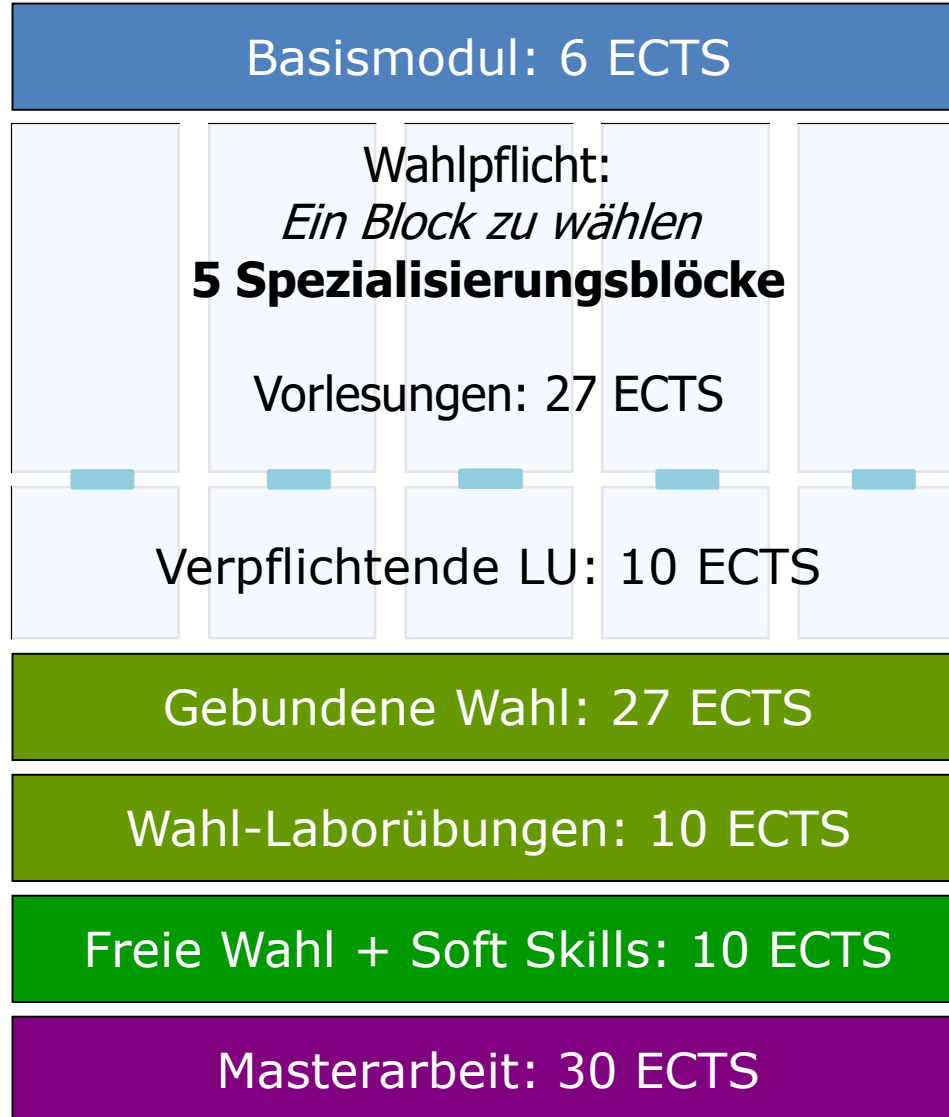 Basismodul: 6 ECTS
Wahlpflicht:
Ein Block zu wählen
5 Spezialisierungsblöcke
Vorlesungen: 27 ECTS
Verpflichtende LU: 10 ECTS
Gebundene Wahl: 27 ECTS
Wahl-Laborübungen: 10 ECTS
Freie Wahl + Soft Skills: 10 ECTS
Masterarbeit: 30 ECTS